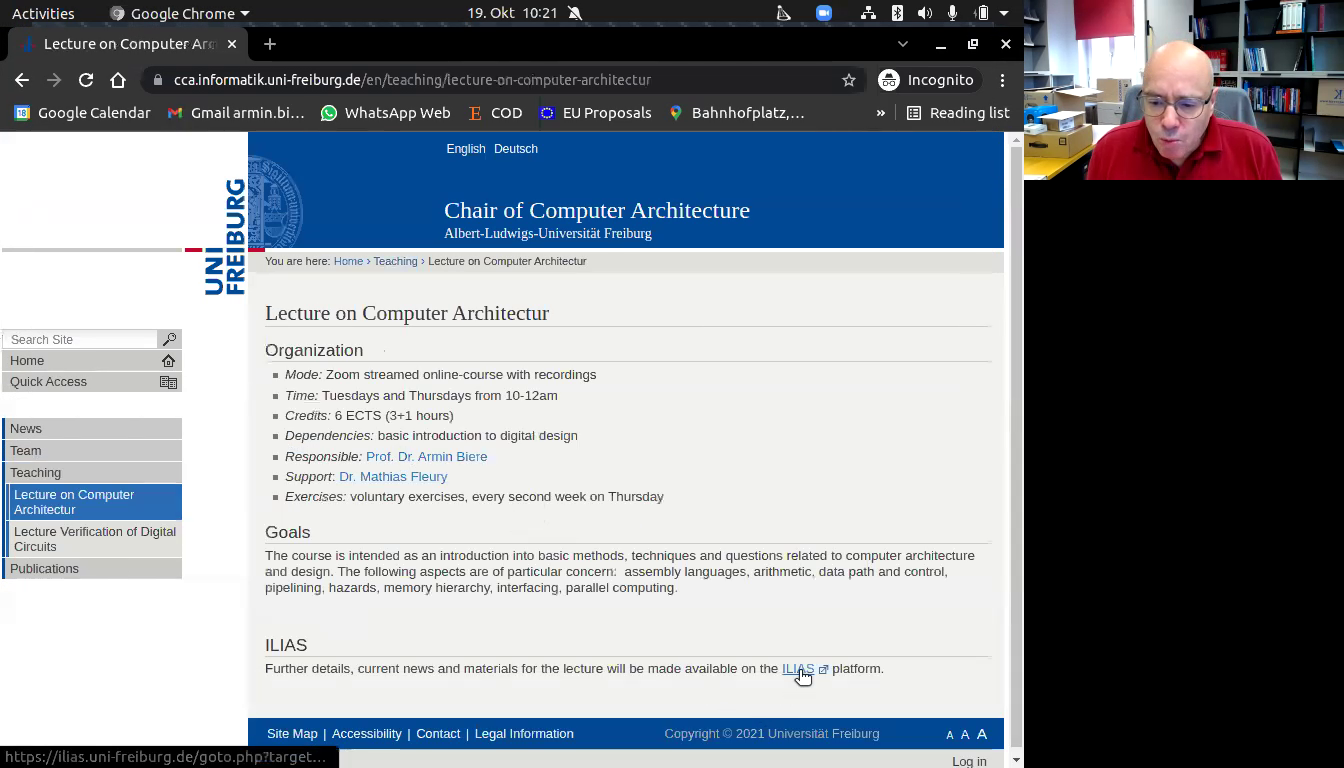 Activities Google Chrome 19. Okt 10:21
Lecture on Computer Arc
cca.informatik.uni-freiburg.de/en/teaching/lecture-on-computer-architectur Incognito
Google Calendar Gmail armin.bi… WhatsApp Web COD EU Proposals Bahnhofplatz,… » Reading list
English Deutsch
Chair of Computer Architecture
Albert-Ludwigs-Universität Freiburg
UNI
FREIBURG
You are here: Home › Teaching › Lecture on Computer Architectur
Search Site
Home
Quick Access
News
Team
Teaching
Lecture on Computer
Architectur
Lecture Verification of Digital
Circuits
Publications
Lecture on Computer Architectur
Organization
Mode: Zoom streamed online-course with recordings
Time: Tuesdays and Thursdays from 10-12am
Credits: 6 ECTS (3+1 hours)
Dependencies: basic introduction to digital design
Responsible: Prof. Dr. Armin Biere
Support: Dr. Mathias Fleury
Exercises: voluntary exercises, every second week on Thursday
Goals
The course is intended as an introduction into basic methods, techniques and questions related to computer architecture
and design. The following aspects are of particular concern: assembly languages, arithmetic, data path and control,
pipelining, hazards, memory hierarchy, interfacing, parallel computing.
ILIAS
Further details, current news and materials for the lecture will be made available on the ILIAS platform.
Site Map | Accessibility | Contact | Legal Information Copyright © 2021 Universität Freiburg A A A
https://ilias.uni-freiburg.de/goto.php?target… Log in